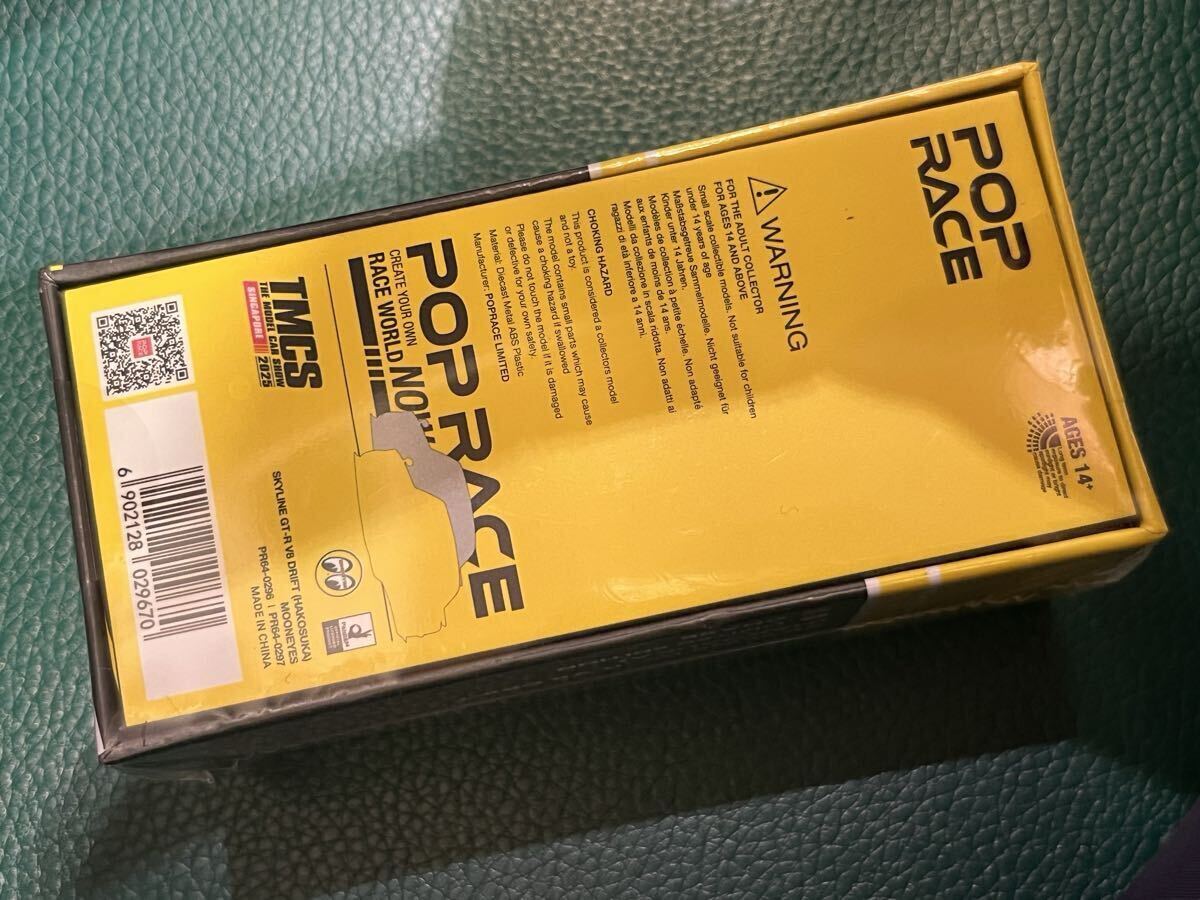 POP
RACE
AGES 14+
WARNING
FOR THE ADULT COLLECTOR
FOR AGES 14 AND ABOVE
Small scale collectible models. Not suitable for children
under 14 years of age
Maßstabsgetreue Sammelmodelle. Nicht geeignet für
Kinder unter 14 Jahren.
Modèles de collection à petite échelle. Non adapté
aux enfants de moins de 14 ans.
Modelli da collezione in scala ridotta. Non adatti ai
ragazzi di età inferiore a 14 anni.
CHOKING HAZARD
This product is considered a collectors model
and not a toy.
The model contains small parts which may cause
cause a choking hazard if swallowed
Please do not touch the model if it is damaged
or defective for your own safety.
Material: Diecast Metal ABS Plastic
Manufacturer: POPRACE LIMITED
POP RACE
CREATE YOUR OWN
RACE WORLD NOW
TMCS
THE MODEL CAR SHOW
SINGAPORE 2025
SKYLINE GT-R V8 DRIFT (HAKOSUKA)
MOONEYES
PR64-0296 | PR64-0297
MADE IN CHINA
6 902128 029670